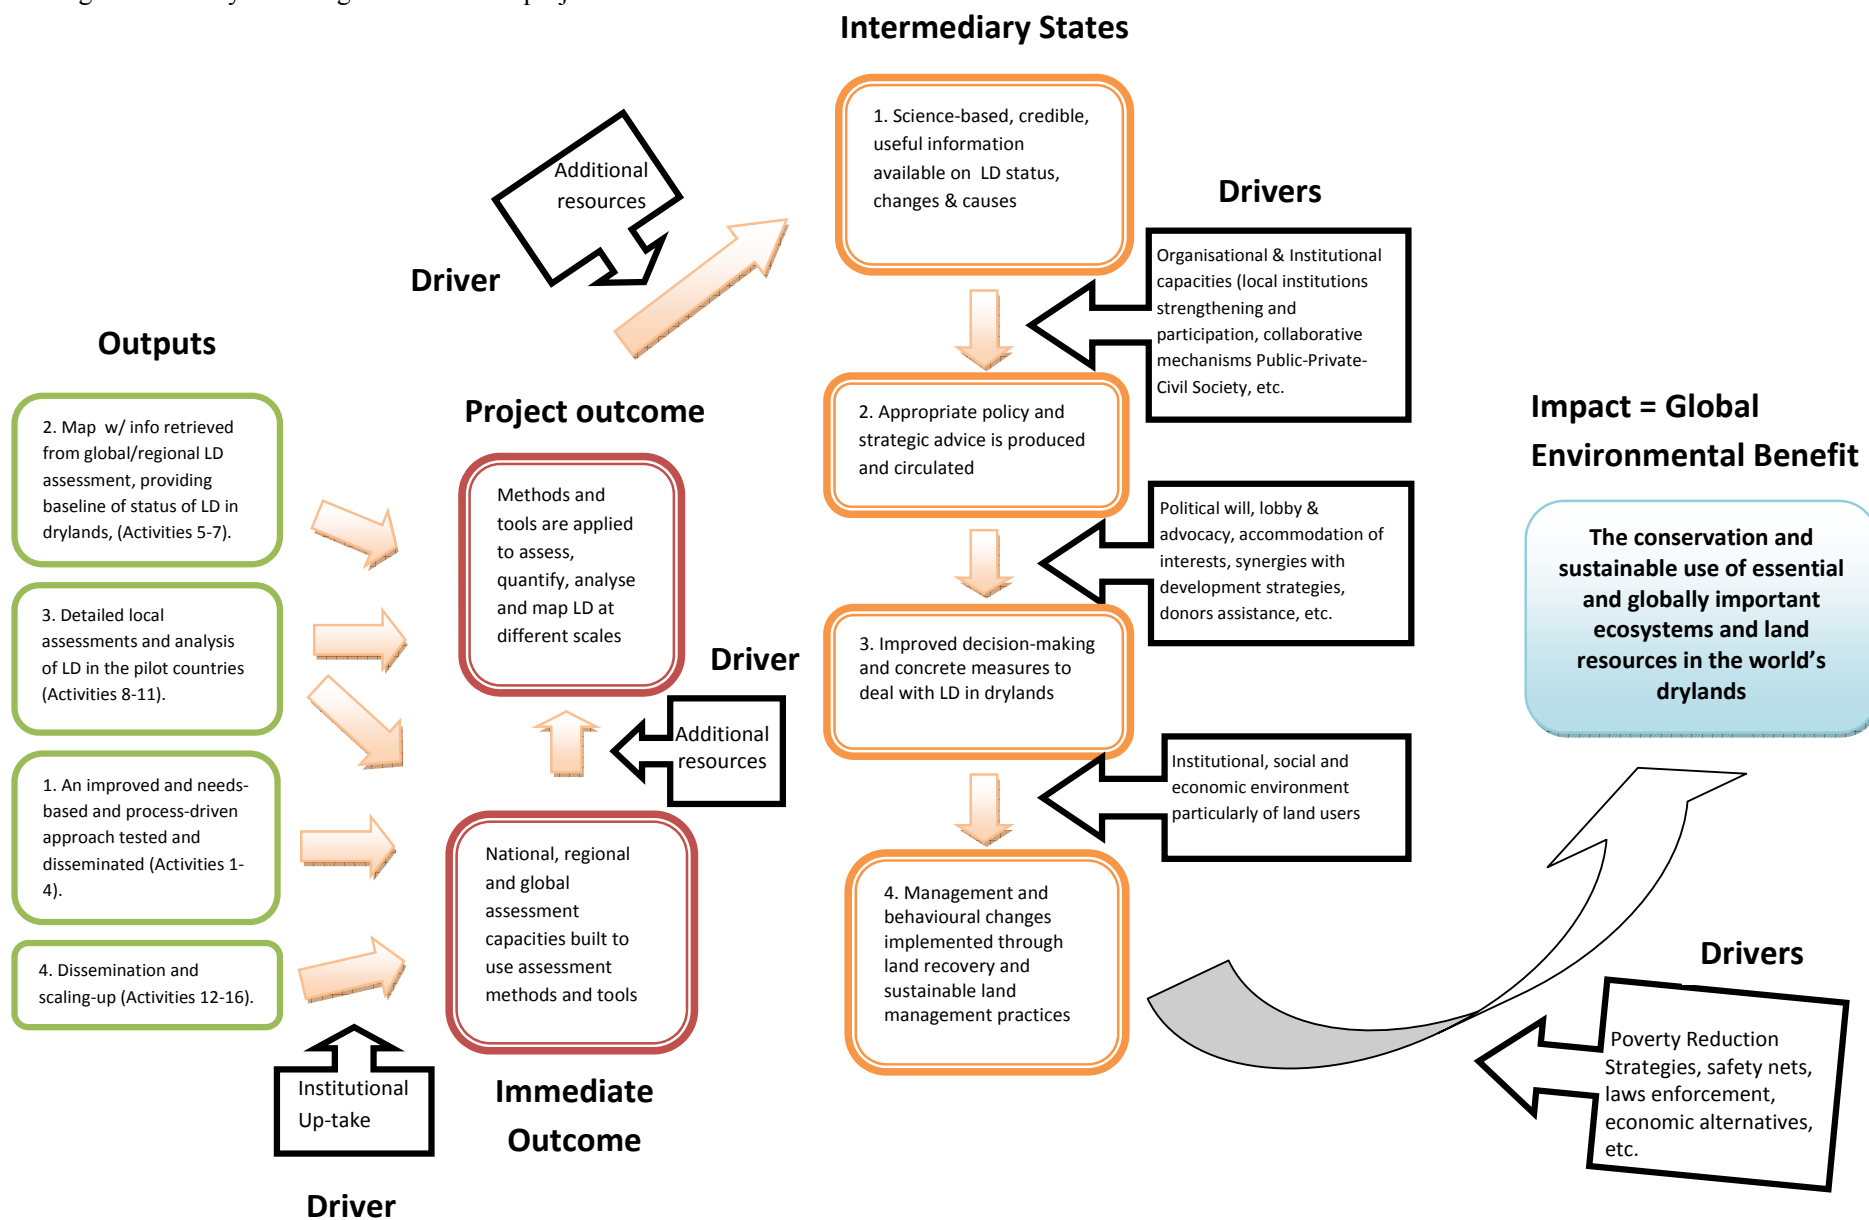 Intermediary States
1. Science-based, credible,
useful information
available on LD status,
changes & causes
Additional
resources
Driver
Drivers
Organisational & Institutional
capacities (local institutions
strengthening and
participation, collaborative
mechanisms Public-Private-
Civil Society, etc.
Outputs
2. Map w/ info retrieved
from global/regional LD
assessment, providing
baseline of status of LD in
drylands, (Activities 5-7).
3. Detailed local
assessments and analysis
of LD in the pilot countries
(Activities 8-11).
1. An improved and needs-
based and process-driven
approach tested and
disseminated (Activities 1-
4).
4. Dissemination and
scaling-up (Activities 12-16).
Institutional
Up-take
Driver
Project outcome
Methods and
tools are applied
to assess,
quantify, analyse
and map LD at
different scales
Driver
Additional
resources
National, regional
and global
assessment
capacities built to
use assessment
methods and tools
Immediate
Outcome
2. Appropriate policy and
strategic advice is produced
and circulated
Political will, lobby &
advocacy, accommodation of
interests, synergies with
development strategies,
donors assistance, etc.
3. Improved decision-making
and concrete measures to
deal with LD in drylands
Institutional, social and
economic environment
particularly of land users
4. Management and
behavioural changes
implemented through
land recovery and
sustainable land
management practices
Impact = Global
Environmental Benefit
The conservation and
sustainable use of essential
and globally important
ecosystems and land
resources in the world's
drylands
Drivers
Poverty Reduction
Strategies, safety nets,
laws enforcement,
economic alternatives,
etc.